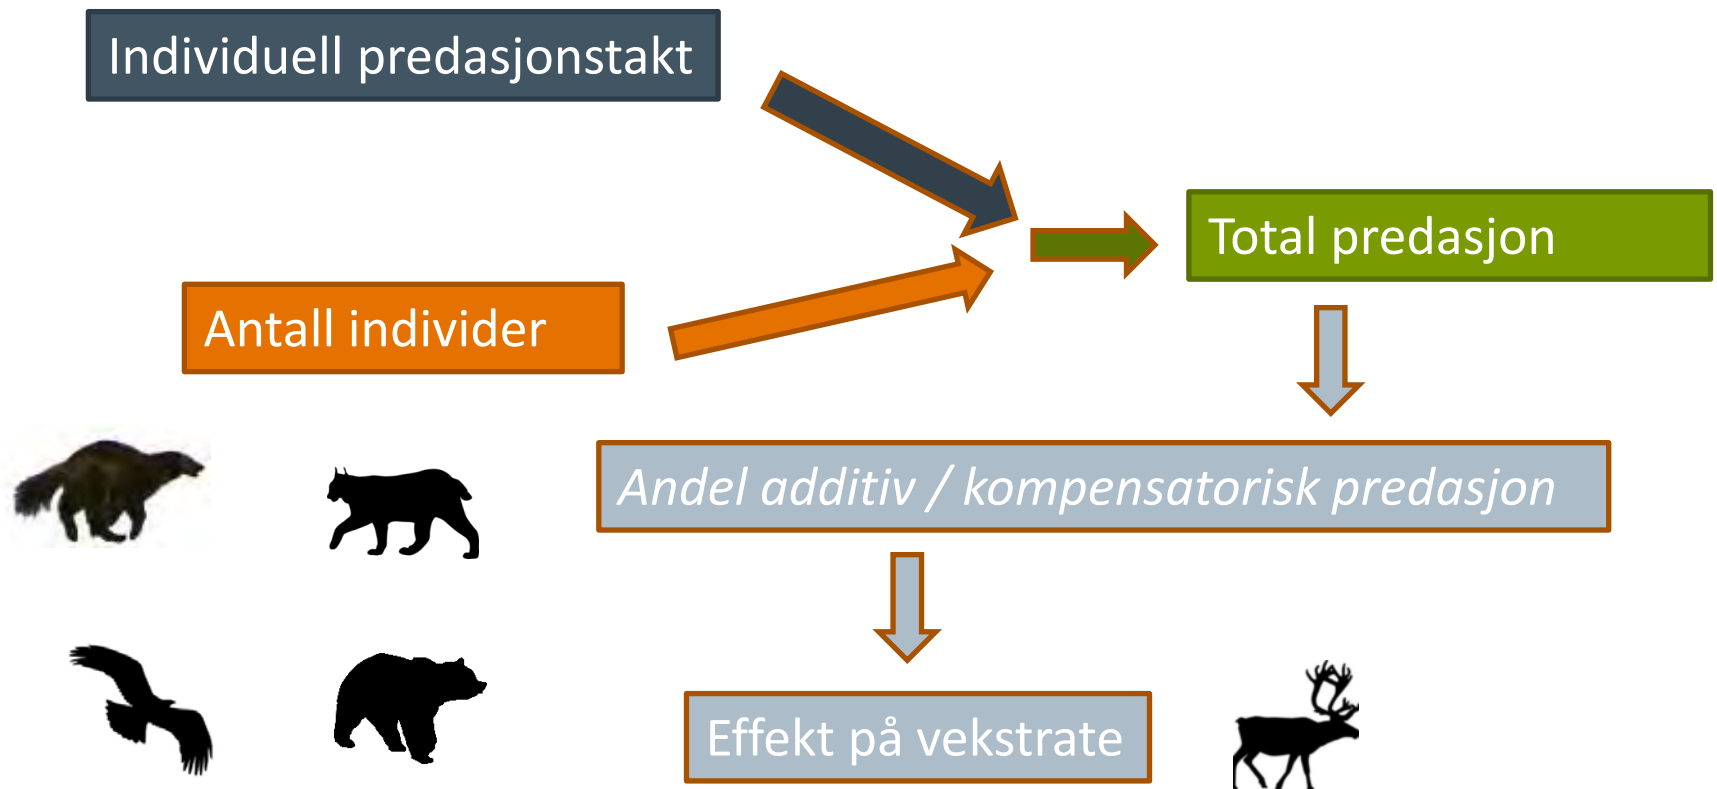 Individuell predasjonstakt
Total predasjon
Antall individer
Andel additiv / kompensatorisk predasjon
Effekt på vekstrate